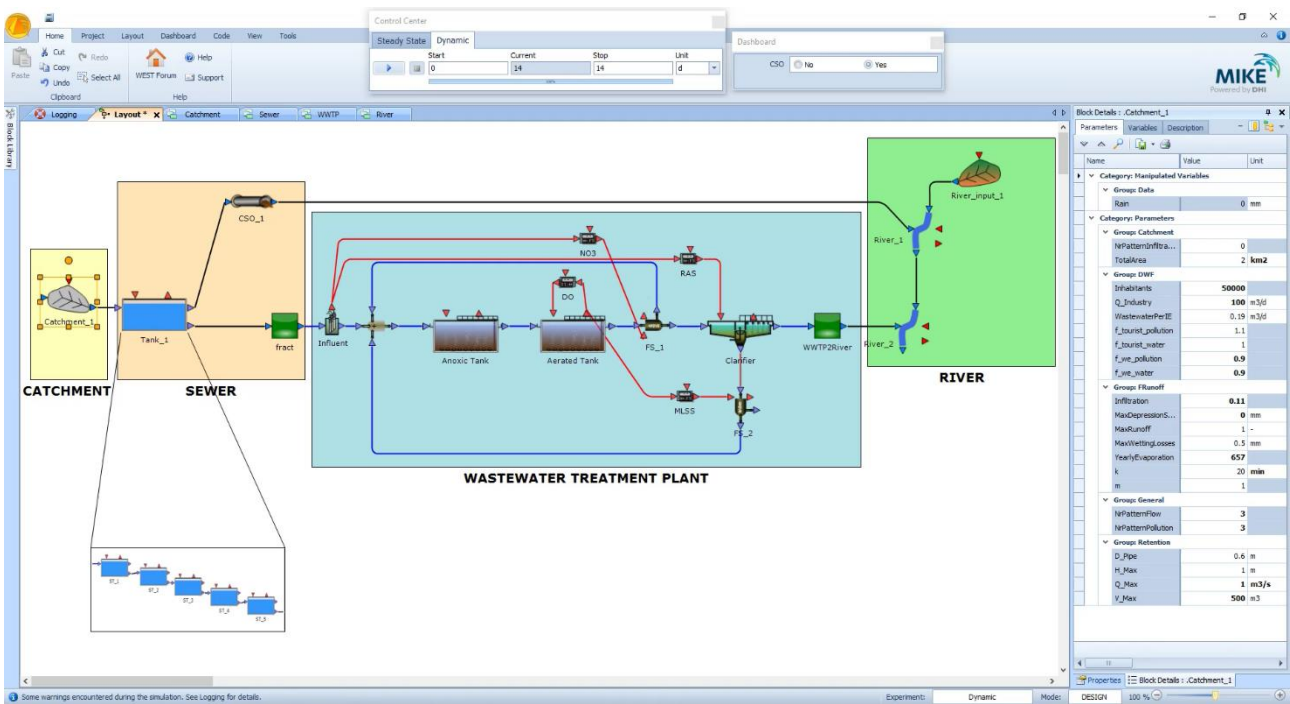 Control Center
Home Project Layout Dashboard Code View Tools
Steady State Dynamic
Dashboard
Cut
Redo
Help
Start Current Stop Unit
CSO No Yes
Copy
Select All
Paste
WEST Forum
Support
0 14 14 d
Undo
Clipboard Help
MIKE
Powered by DHI
Logging Layout * x Catchment Sewer WWTP River
Block Library
Block Details : .Catchment_1
Parameters Variables Description
Name Value Unit
Category: Manipulated Variables
Group: Data
Rain 0 mm
Category: Parameters
Group: Catchment
NrPatternInfiltra... 0
TotalArea 2 km2
Group: DWF
Inhabitants 50000
Q_Industry 100 m3/d
WastewaterPerIE 0.19 m3/d
f_tourist_pollution 1.1
f_tourist_water 1
f_we_pollution 0.9
f_we_water 0.9
Group: FRunoff
Infiltration 0.11
MaxDepressionS... 0 mm
MaxRunoff 1 -
MaxWettingLosses 0.5 mm
YearlyEvaporation 657
k 20 min
m 1
Group: General
NrPatternFlow 3
NrPatternPollution 3
Group: Retention
D_Pipe 0.6 m
H_Max 1 m
Q_Max 1 m3/s
V_Max 500 m3
River_input_1
CSO_1
River_1
NO3
RAS
DO
Catchment_1
Tank_1
fract
Influent
Anoxic Tank
Aerated Tank
FS_1
Clarifier
WWTP2River
River_2
MLSS
FS_2
CATCHMENT
SEWER
RIVER
WASTEWATER TREATMENT PLANT
ST_1
ST_2
ST_3
ST_4
ST_5
Properties Block Details : .Catchment_1
Some warnings encountered during the simulation. See Logging for details.
Experiment: Dynamic Mode: DESIGN 100 %